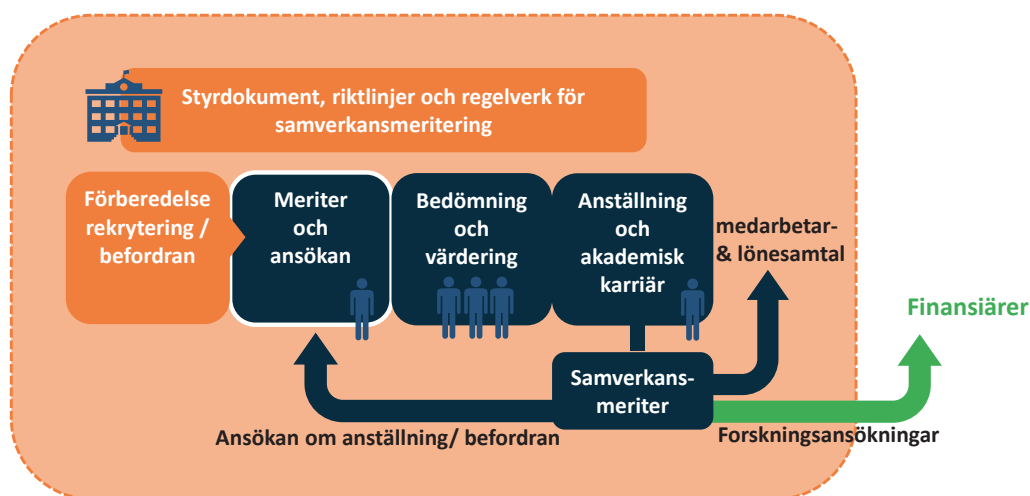 Styrdokument, riktlinjer och regelverk för
samverkansmeritering
Förberedelse
rekrytering /
befordran
Meriter
och
ansökan
Bedömning
och
värdering
Anställning
och
akademisk
karriär
medarbetar-
& lönesamtal
Finansiärer
Samverkans-
meriter
Ansökan om anställning/ befordran
Forskningsansökningar